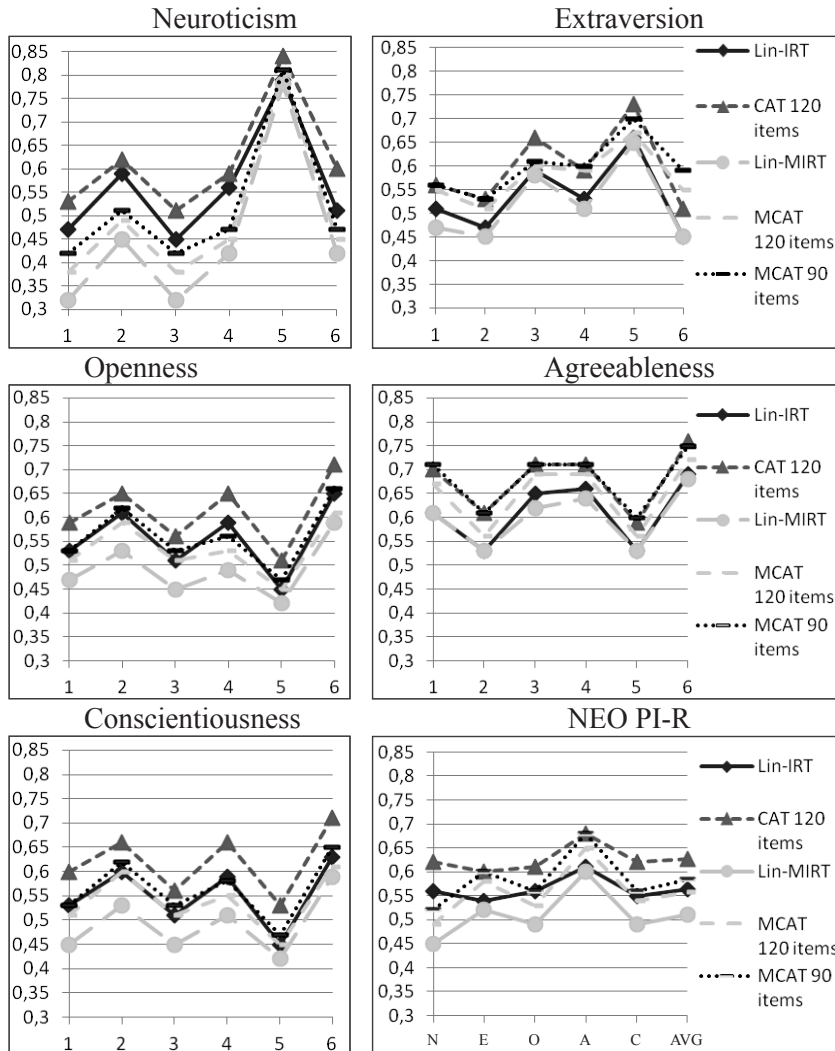 Neuroticism
0,85
0,8
0,75
0,7
0,65
0,6
0,55
0,5
0,45
0,4
0,35
0,3
1 2 3 4 5 6
Extraversion
0,85
0,8
0,75
0,7
0,65
0,6
0,55
0,5
0,45
0,4
0,35
0,3
1 2 3 4 5 6
Lin-IRT
CAT 120
items
Lin-MIRT
MCAT
120 items
MCAT 90
items
Openness
0,85
0,8
0,75
0,7
0,65
0,6
0,55
0,5
0,45
0,4
0,35
0,3
1 2 3 4 5 6
Agreeableness
0,85
0,8
0,75
0,7
0,65
0,6
0,55
0,5
0,45
0,4
0,35
0,3
1 2 3 4 5 6
Lin-IRT
CAT 120
items
Lin-MIRT
MCAT
120 items
MCAT 90
items
Conscientiousness
0,85
0,8
0,75
0,7
0,65
0,6
0,55
0,5
0,45
0,4
0,35
0,3
1 2 3 4 5 6
NEO PI-R
0,85
0,8
0,75
0,7
0,65
0,6
0,55
0,5
0,45
0,4
0,35
0,3
N E O A C AVG
Lin-IRT
CAT 120
items
Lin-MIRT
MCAT
120 items
MCAT 90
items